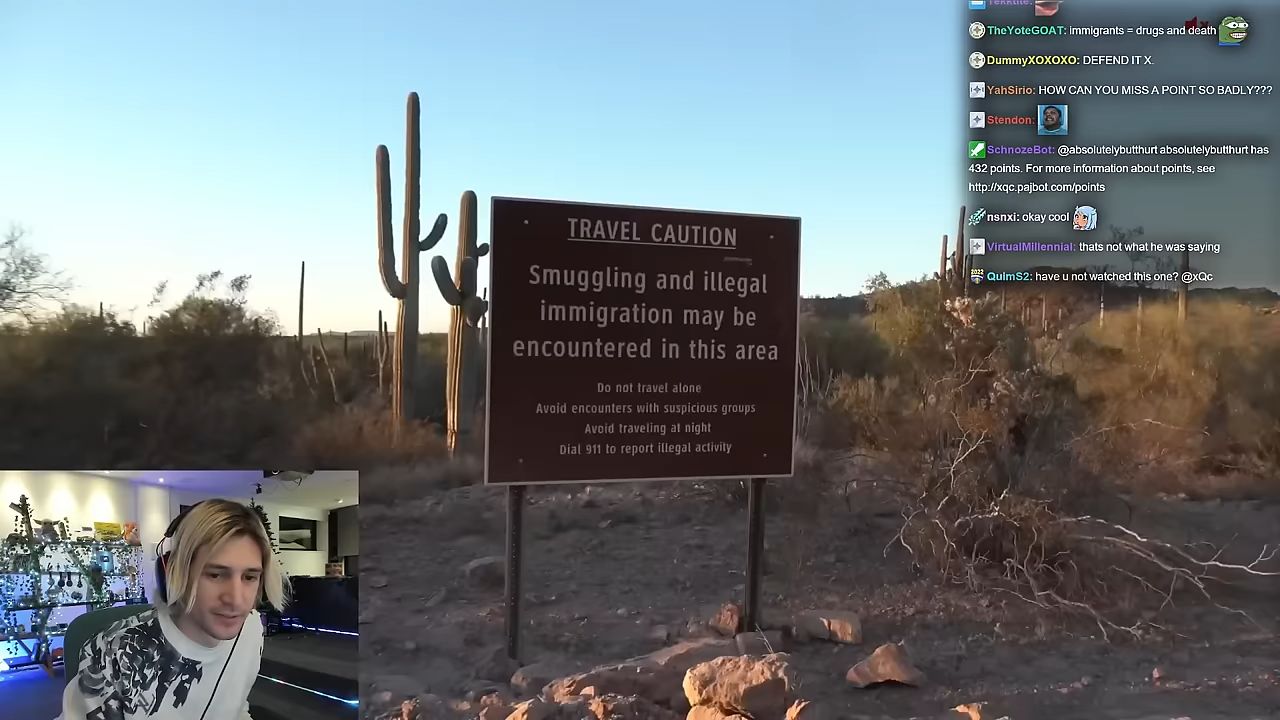 TheYoteGOAT: immigrants = drugs and death
DummyXOXOXO: DEFEND IT X.
YahSirio: HOW CAN YOU MISS A POINT SO BADLY???
Stendon:
SchnozeBot: @absolutelybutthurt absolutelybutthurt has
432 points. For more information about points, see
http://xqc.pajbot.com/points
nsnxi: okay cool
VirtualMillennial: thats not what he was saying
QuImS2: have u not watched this one? @xQc
TRAVEL CAUTION
Smuggling and illegal
immigration may be
encountered in this area
Do not travel alone
Avoid encounters with suspicious groups
Avoid traveling at night
Dial 911 to report illegal activity